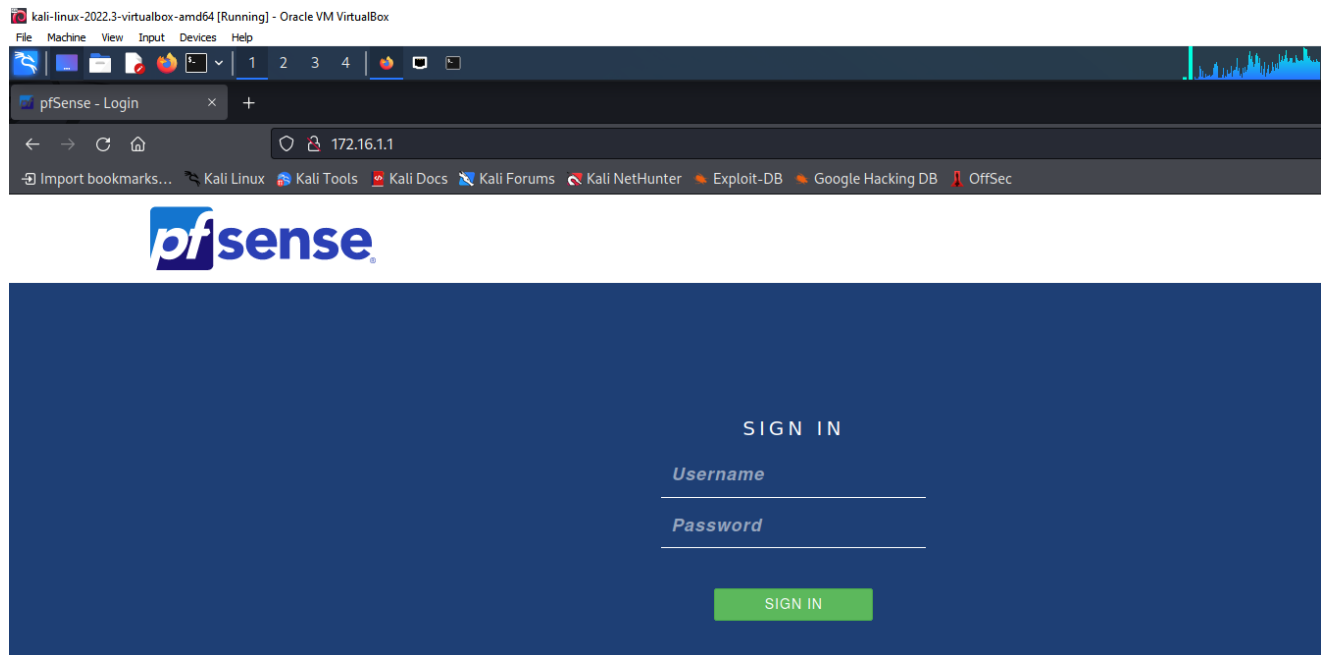 kali-linux-2022.3-virtualbox-amd64 [Running] - Oracle VM VirtualBox
File Machine View Input Devices Help
1 2 3 4
pfSense - Login × +
172.16.1.1
Import bookmarks... Kali Linux Kali Tools Kali Docs Kali Forums Kali NetHunter Exploit-DB Google Hacking DB OffSec
pfsense®
SIGN IN
Username
Password
SIGN IN